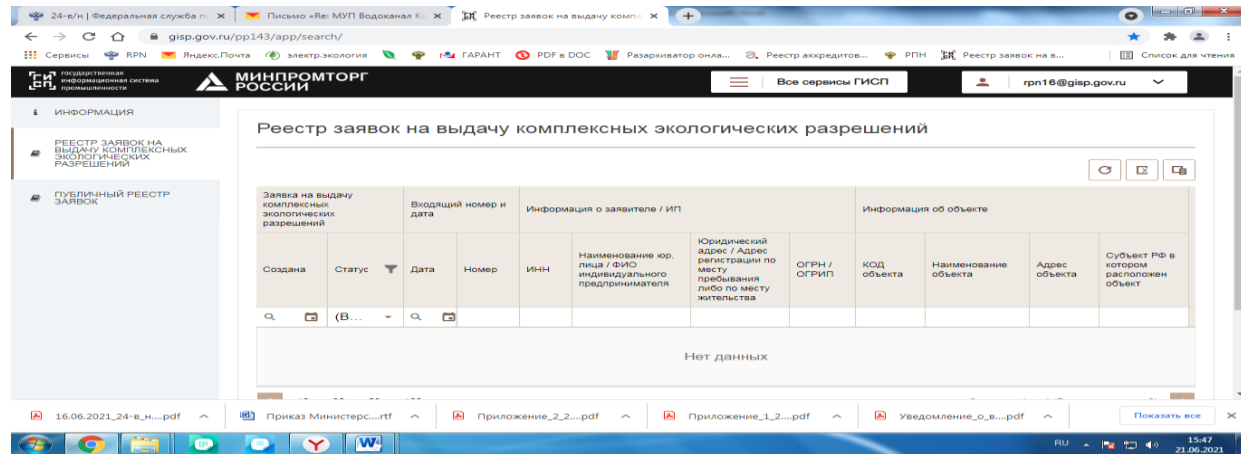 24-в/н | Федеральная служба п
Письмо «Re: МУП Водоканал К
Реестр заявок на выдачу компл
gisp.gov.ru/pp143/app/search/
Сервисы RPN Яндекс.Почта электр.экология ГАРАНТ PDF в DOC Разархиватор онла... Реестр аккредитов... РПН Реестр заявок на в... Список для чтения
государственная
информационная система
промышленности
МИНПРОМТОРГ
РОССИИ
Все сервисы ГИСП
rpn16@gisp.gov.ru
ИНФОРМАЦИЯ
РЕЕСТР ЗАЯВОК НА
ВЫДАЧУ КОМПЛЕКСНЫХ
ЭКОЛОГИЧЕСКИХ
РАЗРЕШЕНИЙ
ПУБЛИЧНЫЙ РЕЕСТР
ЗАЯВОК
Реестр заявок на выдачу комплексных экологических разрешений
Заявка на выдачу
комплексных
экологических
разрешений
Входящий номер и
дата
Информация о заявителе / ИП
Информация об объекте
Создана
Статус
Дата
Номер
ИНН
Наименование юр.
лица / ФИО
индивидуального
предпринимателя
Юридический
адрес / Адрес
регистрации по
месту
пребывания
либо по месту
жительства
ОГРН /
ОГРИП
КОД
объекта
Наименование
объекта
Адрес
объекта
Субъект РФ в
котором
расположен
объект
(В...
Нет данных
16.06.2021_24-в_н....pdf
Приказ Министерс....rtf
Приложение_2_2....pdf
Приложение_1_2....pdf
Уведомление_о_в....pdf
Показать все
RU
15:47
21.06.2021